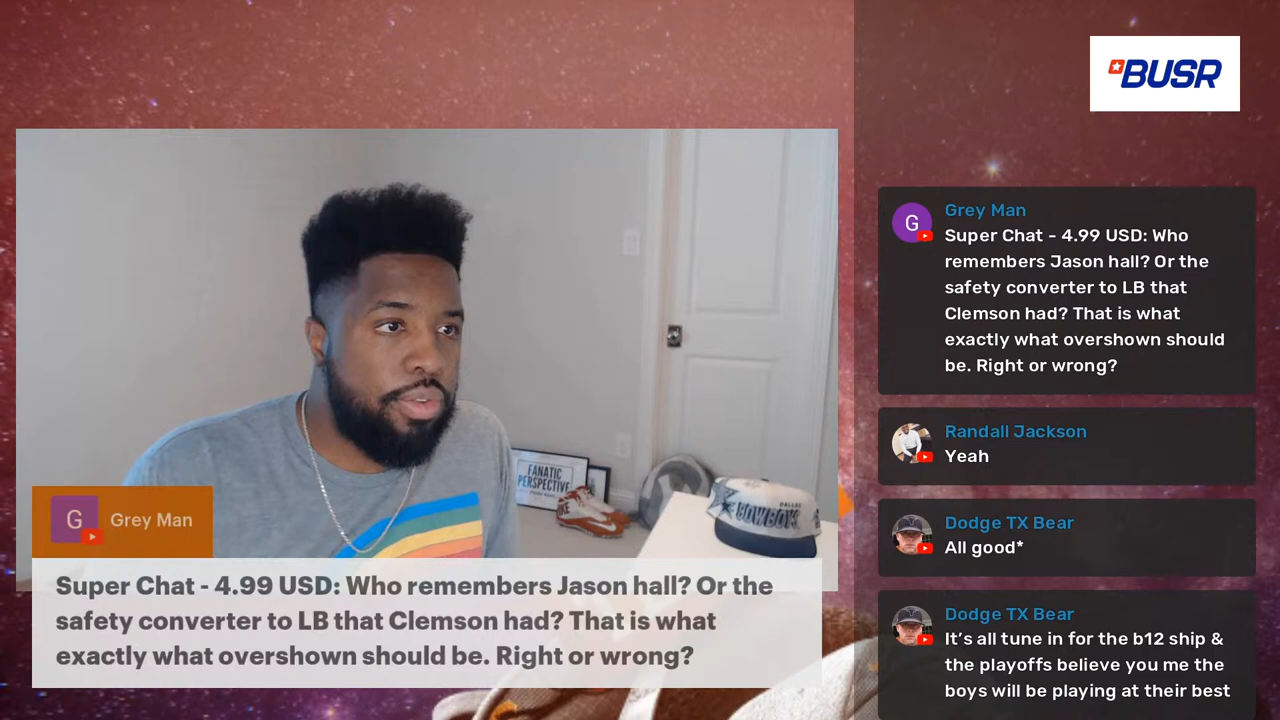 BUSR
Grey Man
Super Chat - 4.99 USD: Who
remembers Jason hall? Or the
safety converter to LB that
Clemson had? That is what
exactly what overshown should
be. Right or wrong?
Randall Jackson
Yeah
Dodge TX Bear
All good*
Dodge TX Bear
It's all tune in for the b12 ship &
the playoffs believe you me the
boys will be playing at their best
FANATIC
PERSPECTIVE
DALLAS
COWBOYS
G
Grey Man
Super Chat - 4.99 USD: Who remembers Jason hall? Or the
safety converter to LB that Clemson had? That is what
exactly what overshown should be. Right or wrong?
G